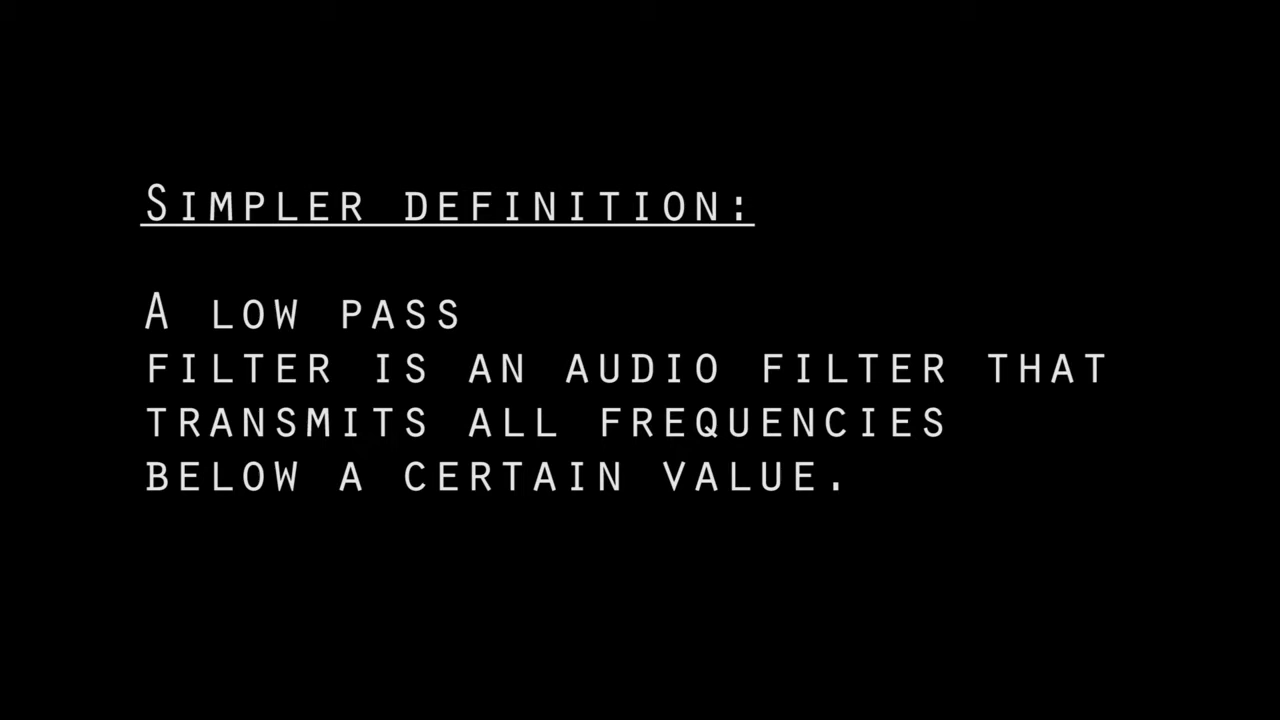 Simpler definition:
A low pass
filter is an audio filter that
transmits all frequencies
below a certain value.